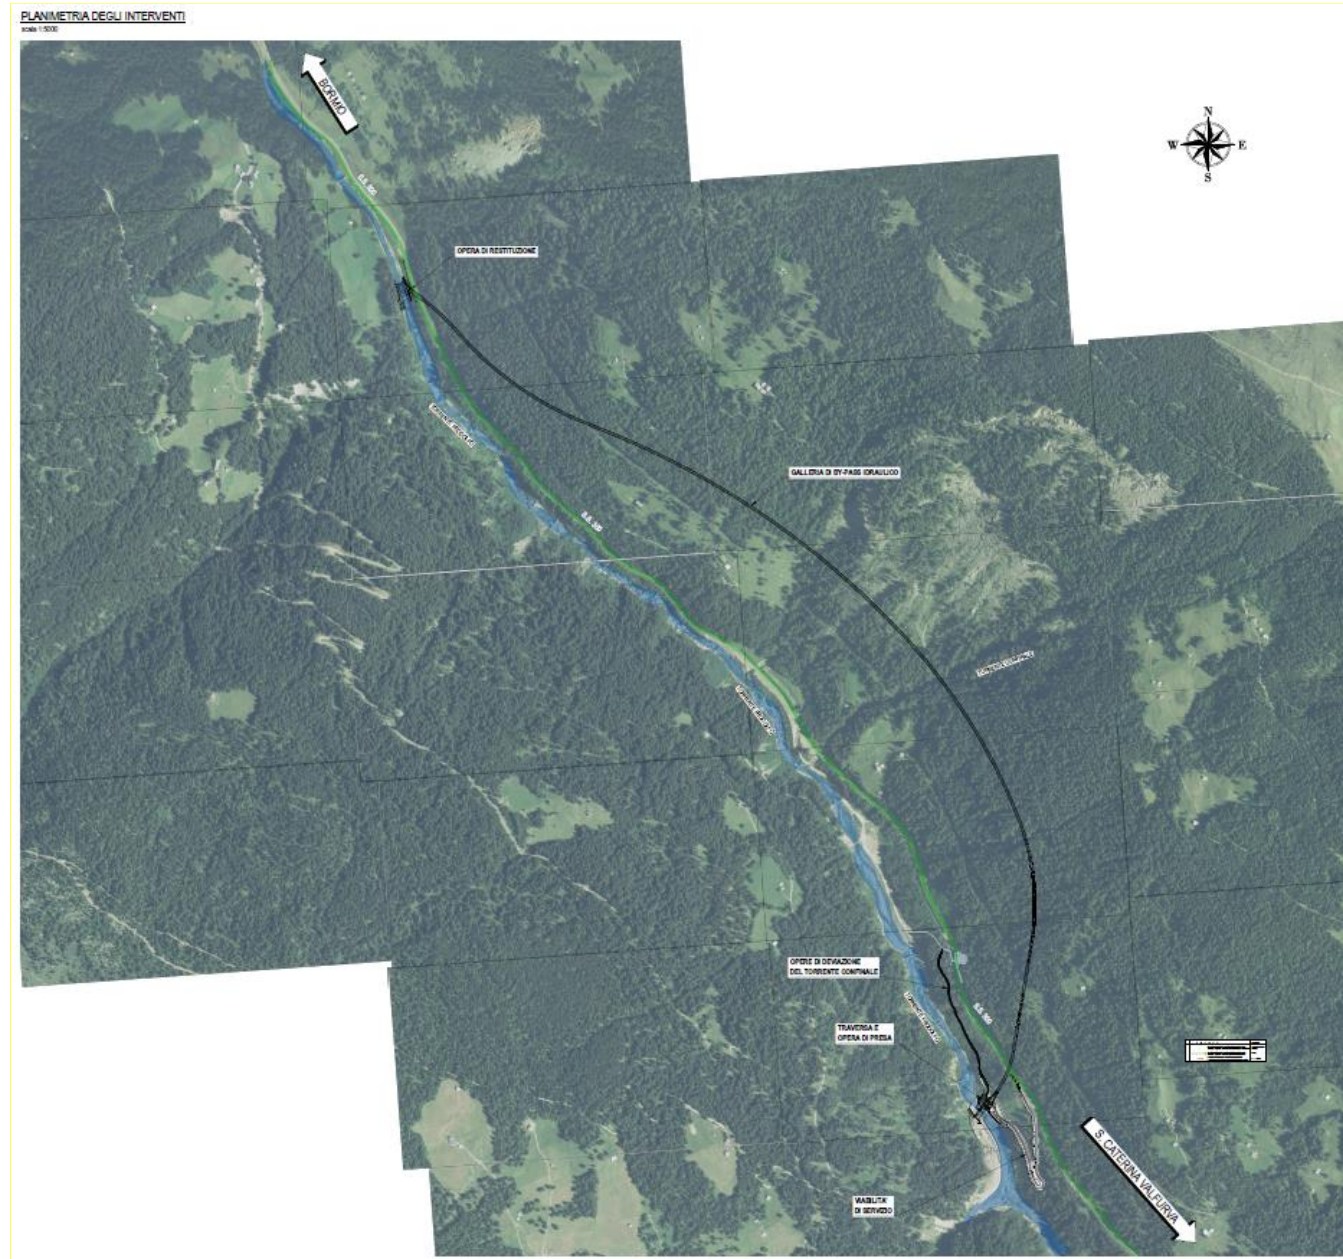 PLANIMETRIA DEGLI INTERVENTI
scala 1:5000
BORMIO
N
W E
S
S.S. 300
OPERA DI RESTITUZIONE
GALLERIA DI BY-PASS IDRAULICO
S.S. 300
OPERE DI DEVIAZIONE
DEL TORRENTE CONFINALE
S.S. 300
TRAVERSA E
OPERA DI PRESA
S. CATERINA VALFURVA
VIABILITA'
DI SERVIZIO